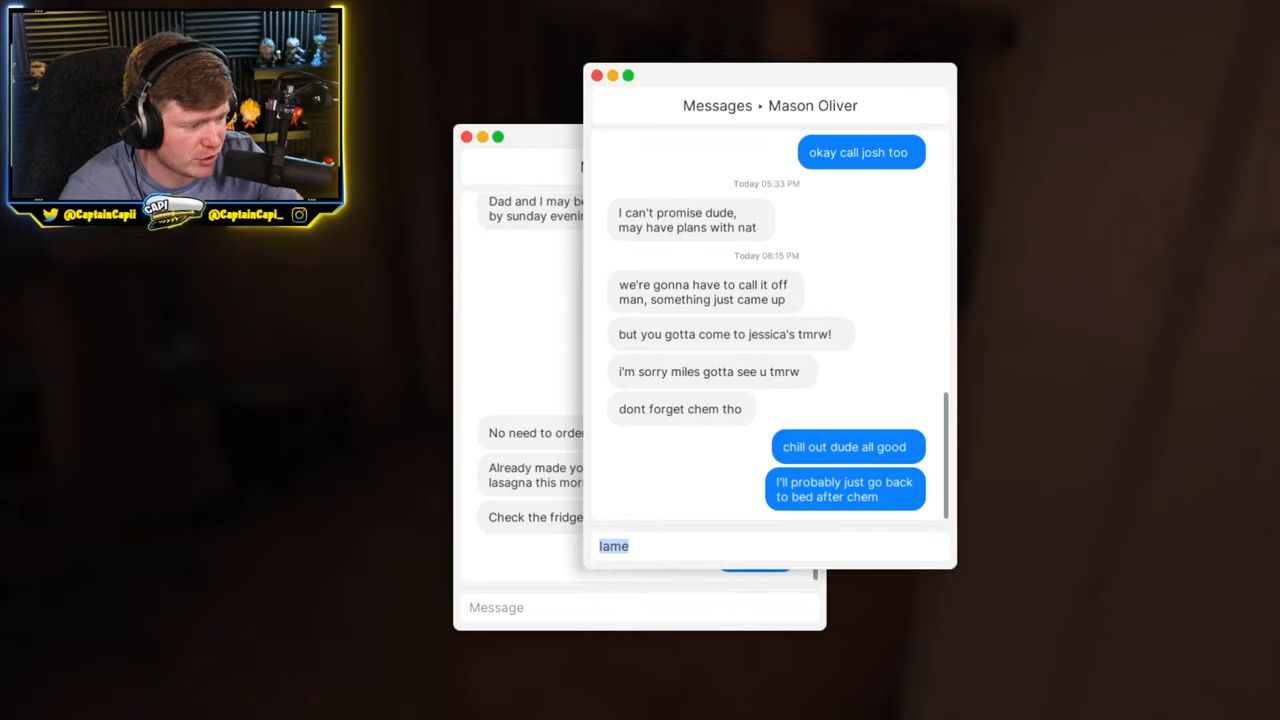 CAPI
@CaptainCapii
@CaptainCapi_
Messages ▸ Mason Oliver
okay call josh too
Today 05:33 PM
I can't promise dude,
may have plans with nat
Today 08:15 PM
we're gonna have to call it off
man, something just came up
but you gotta come to jessica's tmrw!
i'm sorry miles gotta see u tmrw
dont forget chem tho
chill out dude all good
I'll probably just go back
to bed after chem
lame
Dad and I may be
by sunday evenin
No need to orde
Already made yo
lasagna this mor
Check the fridge
Message